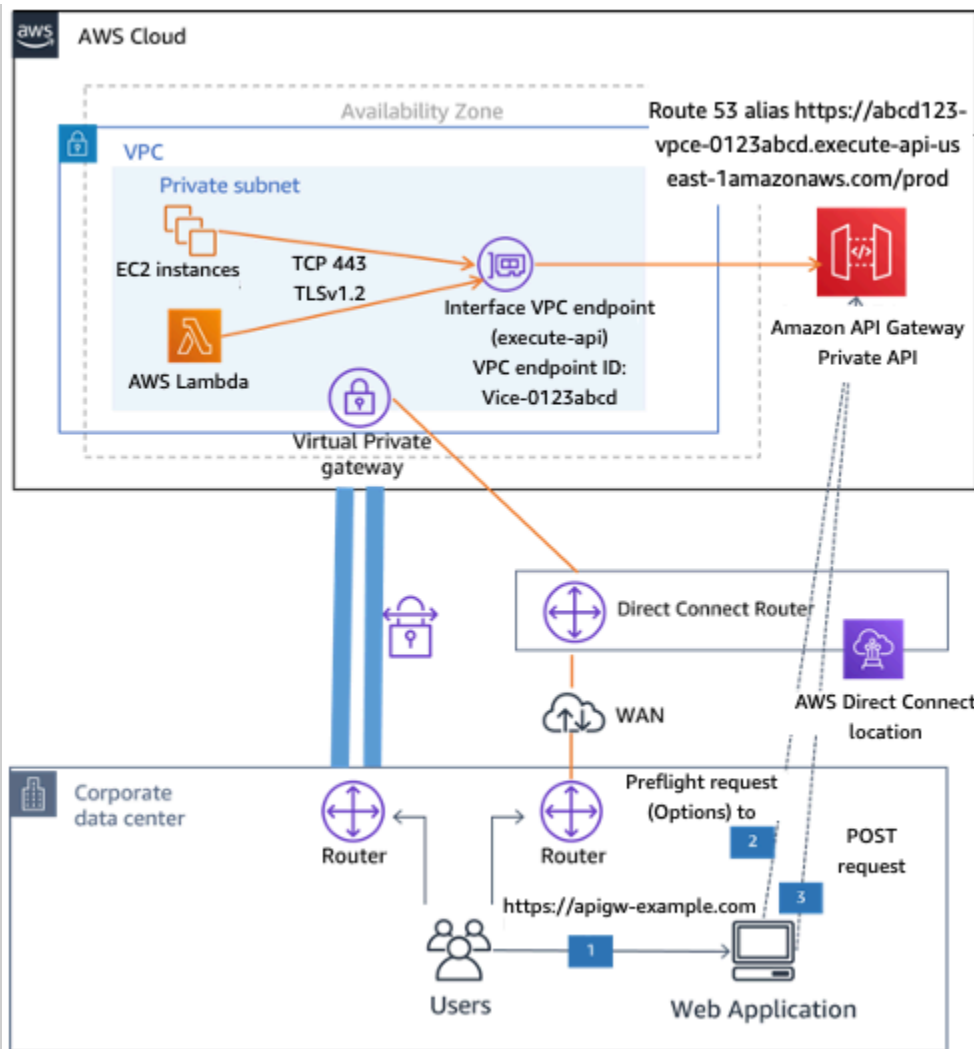 aws
AWS Cloud
Availability Zone
Route 53 alias https://abcd123-
vpce-0123abcd.execute-api-us
east-1amazonaws.com/prod
VPC
Private subnet
EC2 instances
TCP 443
TLSv1.2
AWS Lambda
Interface VPC endpoint
(execute-api)
VPC endpoint ID:
Vice-0123abcd
Amazon API Gateway
Private API
Virtual Private
gateway
Direct Connect Router
AWS Direct Connect
location
WAN
Corporate
data center
Router
Router
Preflight request
(Options) to
2
POST
request
3
https://apigw-example.com
1
Users
Web Application